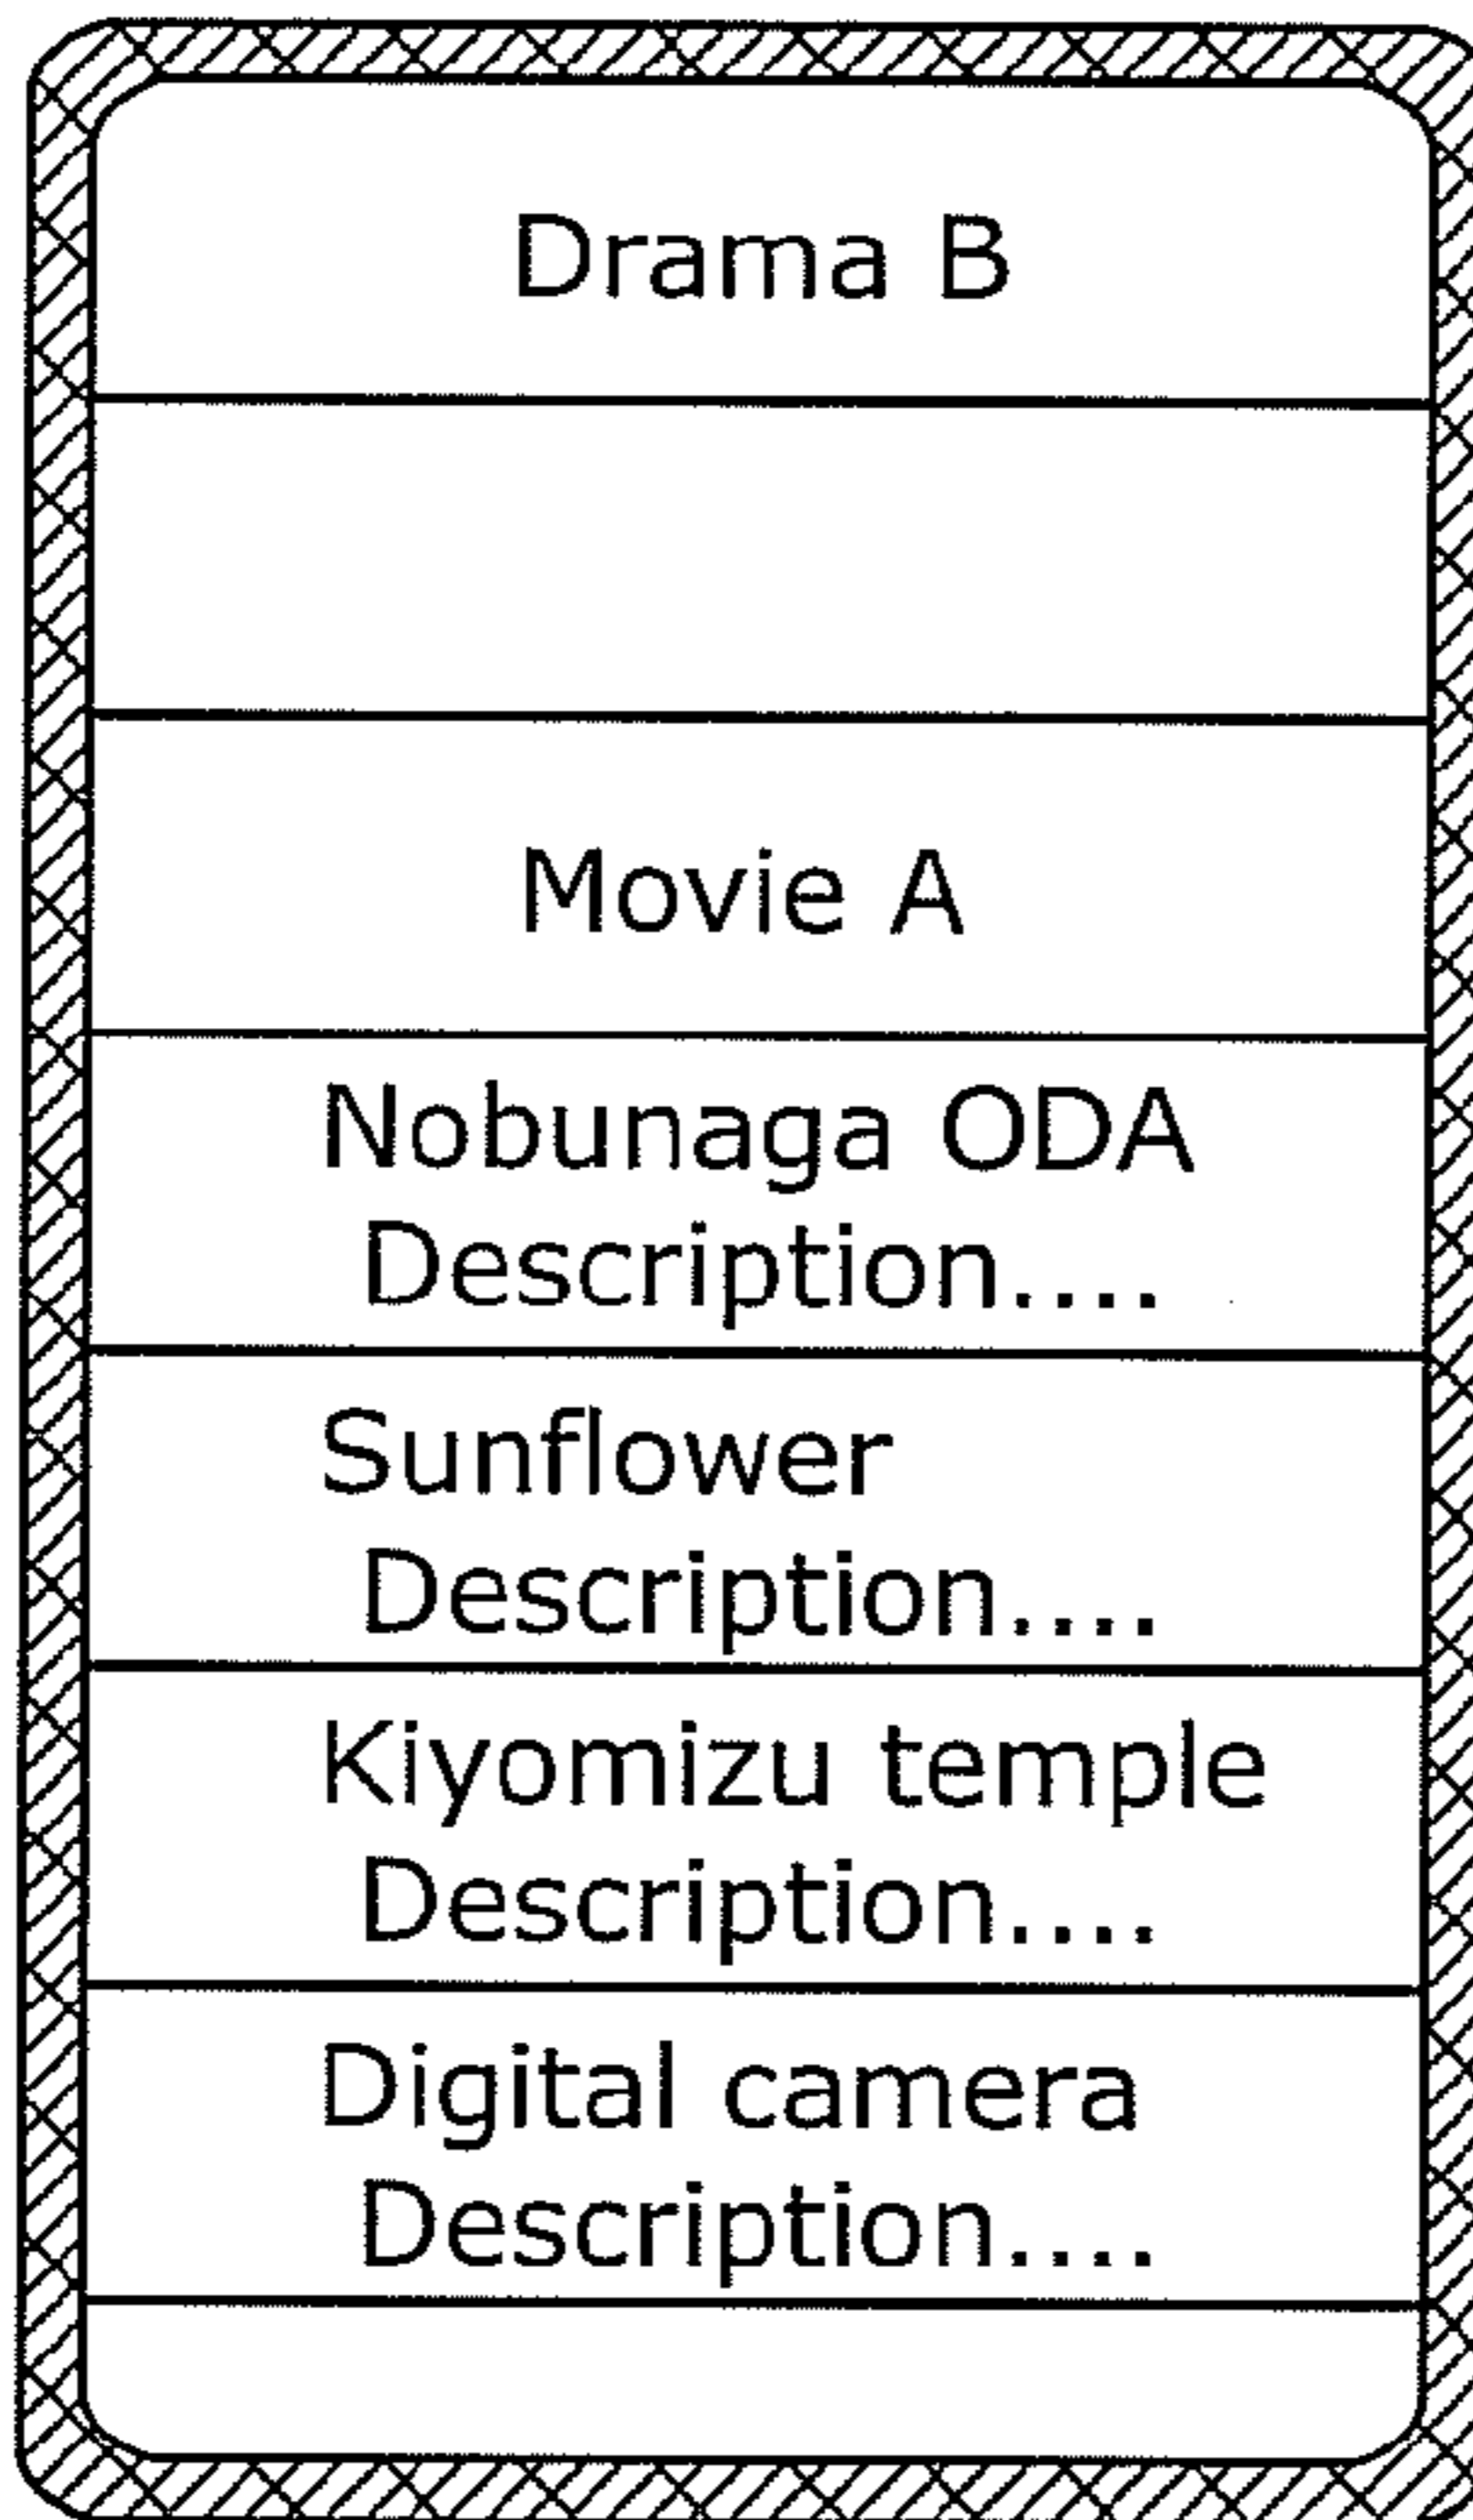 Drama B
Movie A
Nobunaga ODA
Description....
Sunflower
Description....
Kiyomizu temple
Description....
Digital camera
Description....